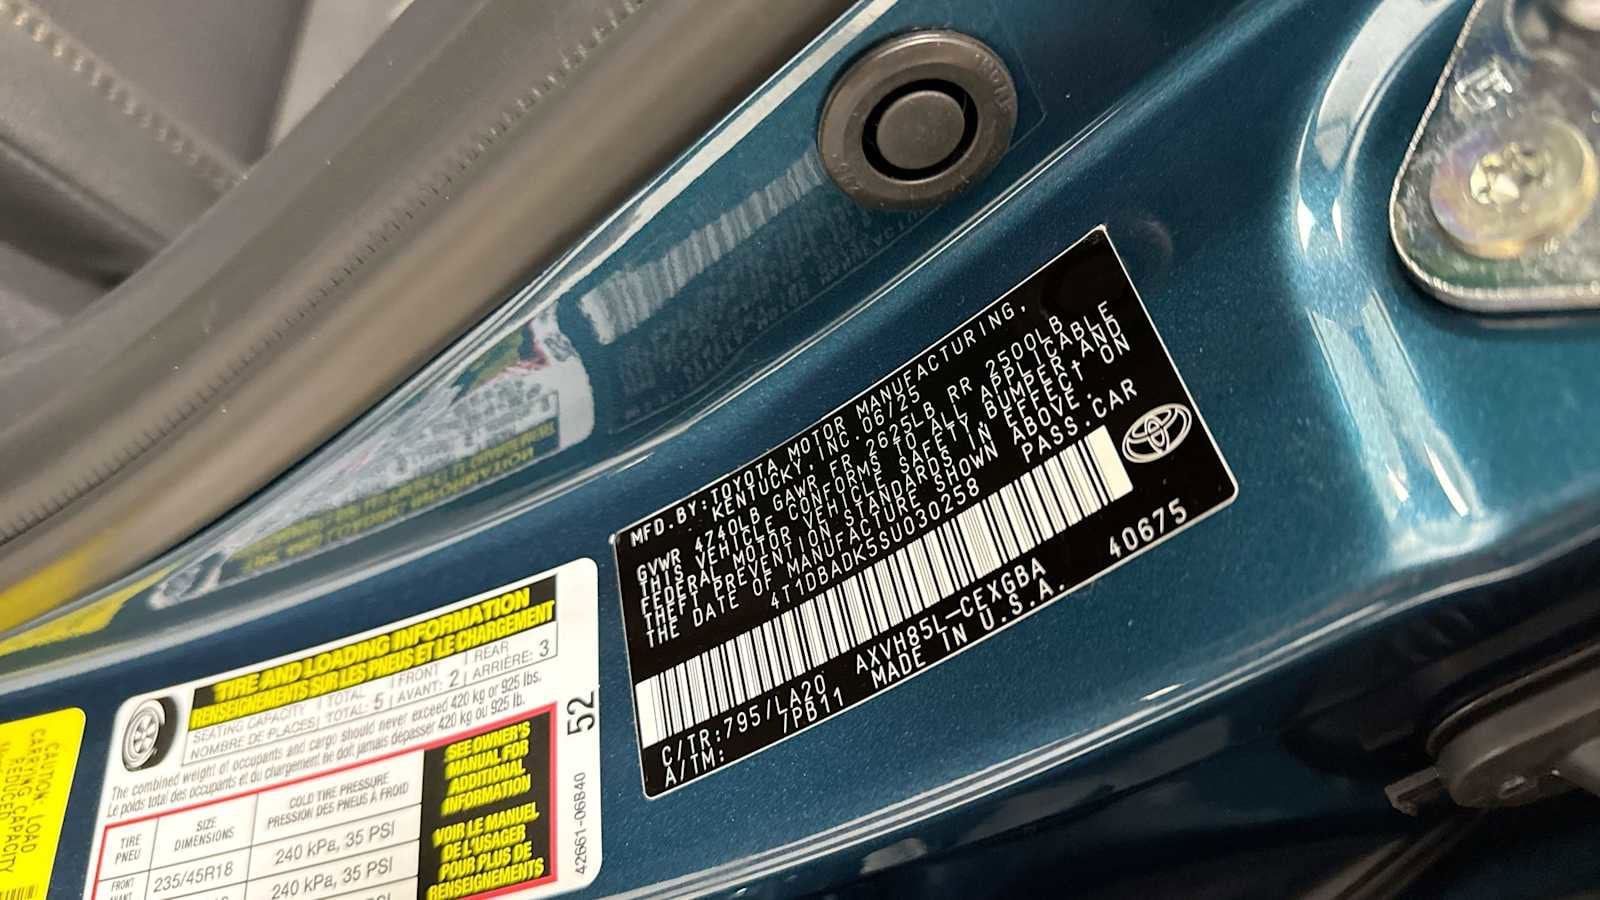 MFD.BY:TOYOTA MOTOR MANUFACTURING,
KENTUCKY, INC. 06/25
GVWR 4740LB GAWR FR 2625LB RR 2500LB
THIS VEHICLE CONFORMS TO ALL APPLICABLE
FEDERAL MOTOR VEHICLE SAFETY, BUMPER, AND
THEFT PREVENTION STANDARDS IN EFFECT ON
THE DATE OF MANUFACTURE SHOWN ABOVE.
4T1DBADK5SU030258 PASS.CAR
C/TR:795/LA20 AXVH85L-CEXGBA
A/TM: /PB11 MADE IN U.S.A. 40675
TIRE AND LOADING INFORMATION
RENSEIGNEMENTS SUR LES PNEUS ET LE CHARGEMENT
SEATING CAPACITY TOTAL FRONT REAR
NOMBRE DE PLACES TOTAL: 5 AVANT: 2 ARRIÈRE: 3
The combined weight of occupants and cargo should never exceed 420 kg or 925 lbs.
Le poids total des occupants et du chargement ne doit jamais dépasser 420 kg ou 925 lb.
TIRE
PNEU
SIZE
DIMENSIONS
COLD TIRE PRESSURE
PRESSION DES PNEUS À FROID
FRONT
AVANT
235/45R18
240 kPa, 35 PSI
240 kPa, 35 PSI
SEE OWNER'S
MANUAL FOR
ADDITIONAL
INFORMATION
VOIR LE MANUEL
DE L'USAGER
POUR PLUS DE
RENSEIGNEMENTS
52
42661-06B40
CAUTION: LOAD
CARRYING CAPACITY
REDUCED